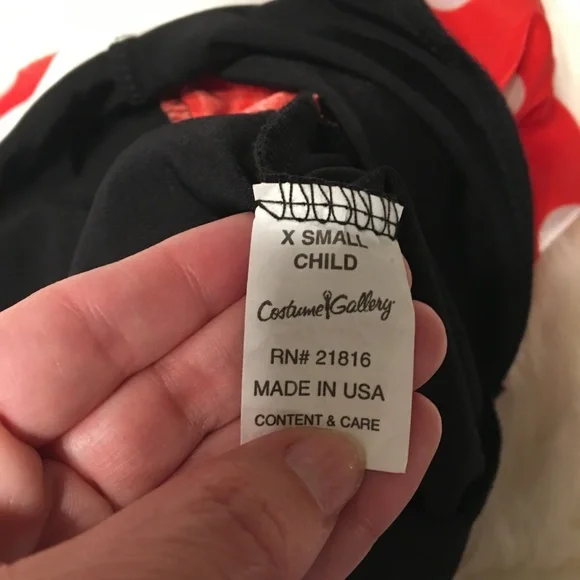 X SMALL
CHILD
Costume Gallery
RN# 21816
MADE IN USA
CONTENT & CARE